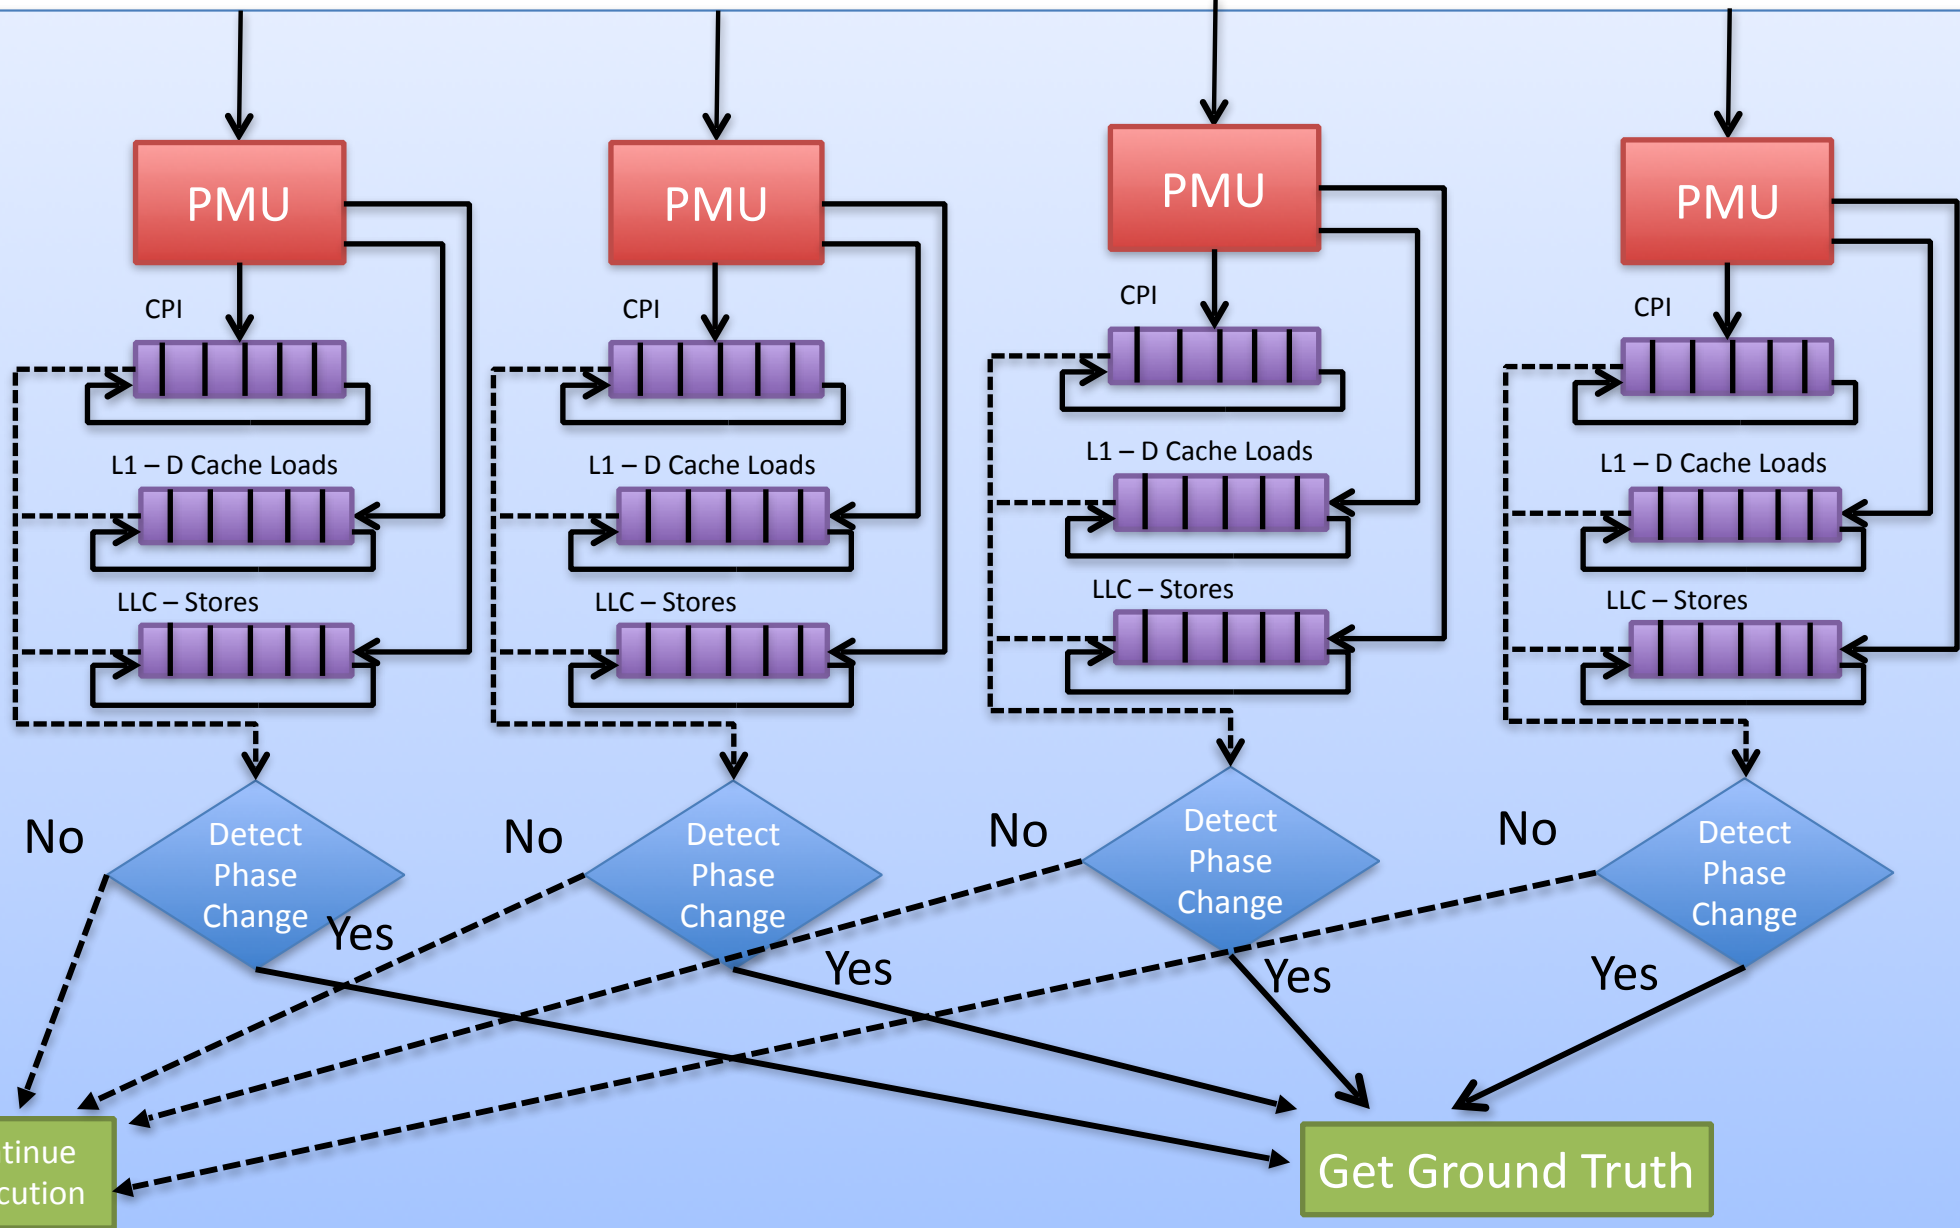 PMU
PMU
PMU
PMU
CPI
CPI
CPI
CPI
L1 – D Cache Loads
L1 – D Cache Loads
L1 – D Cache Loads
L1 – D Cache Loads
LLC – Stores
LLC – Stores
LLC – Stores
LLC – Stores
No
Detect
Phase
Change
Yes
No
Detect
Phase
Change
Yes
No
Detect
Phase
Change
Yes
No
Detect
Phase
Change
Yes
tinue
cution
Get Ground Truth